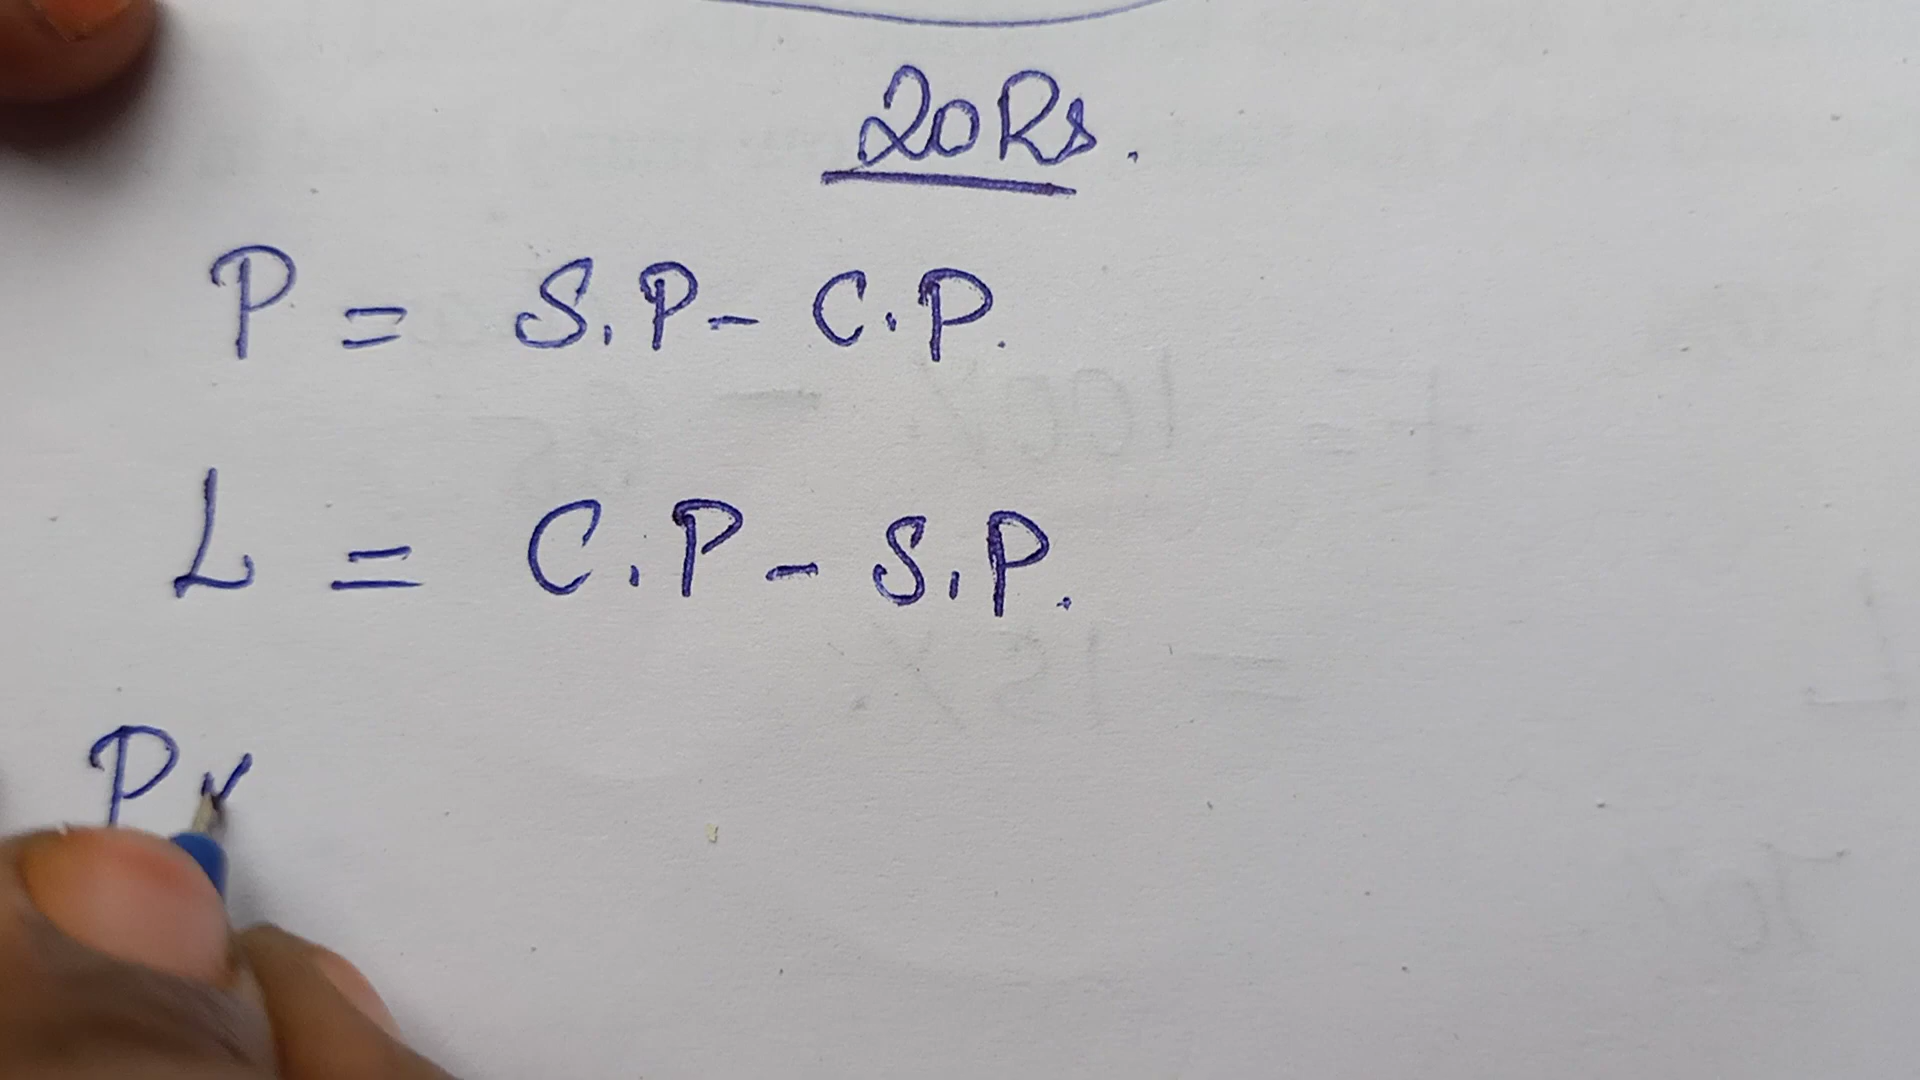 20Rs.
P = S.P - C.P.
L = C.P - S.P.
P